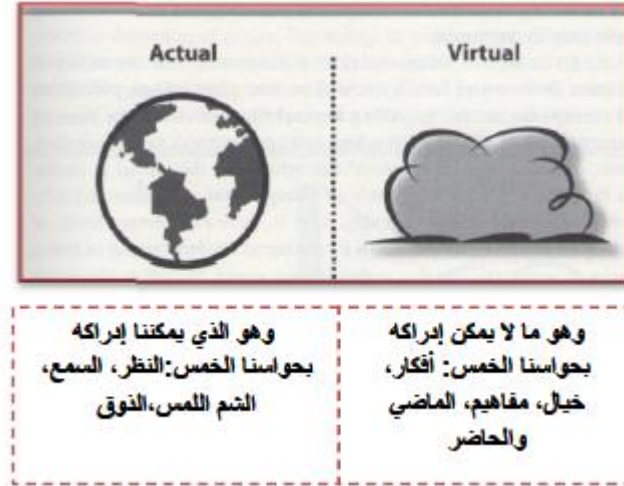 Actual
Virtual
وهو الذي يمكننا إدراكه
بحواسنا الخمس:النظر، السمع،
الشم اللمس،الذوق
وهو ما لا يمكن إدراكه
بحواسنا الخمس: أفكار،
خيال، مفاهيم، الماضي
والحاضر